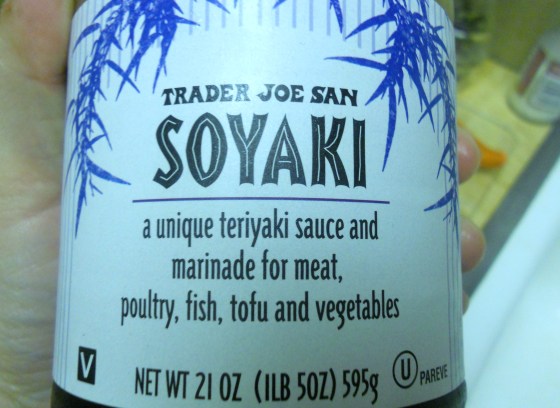 TRADER JOE SAN
SOYAKI
a unique teriyaki sauce and
marinade for meat,
poultry, fish, tofu and vegetables
V
NET WT 21 OZ (1LB 5OZ) 595g
U PAREVE